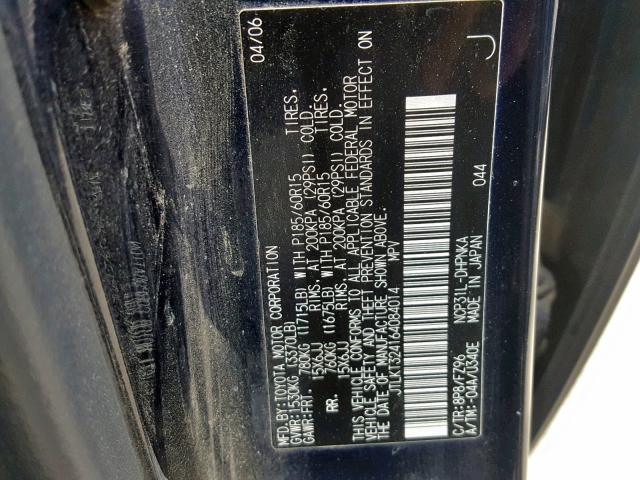 MFD.BY:TOYOTA MOTOR CORPORATION 04/06
GVWR:1530KG( 3370LB)
GAWR:FRT 780KG (1715LB) WITH P185/60R15 TIRES,
15X6JJ RIMS, AT 200KPA (29PSI) COLD.
RR. 760KG (1675LB) WITH P185/60R15 TIRES,
15X6JJ RIMS, AT 200KPA (29PSI) COLD.
THIS VEHICLE CONFORMS TO ALL APPLICABLE FEDERAL MOTOR
VEHICLE SAFETY AND THEFT PREVENTION STANDARDS IN EFFECT ON
THE DATE OF MANUFACTURE SHOWN ABOVE.
MPV
C/TR:8P8/FZ96 NCP31L-DHPNKA 044
A/TM:-04A/U340E MADE IN JAPAN J